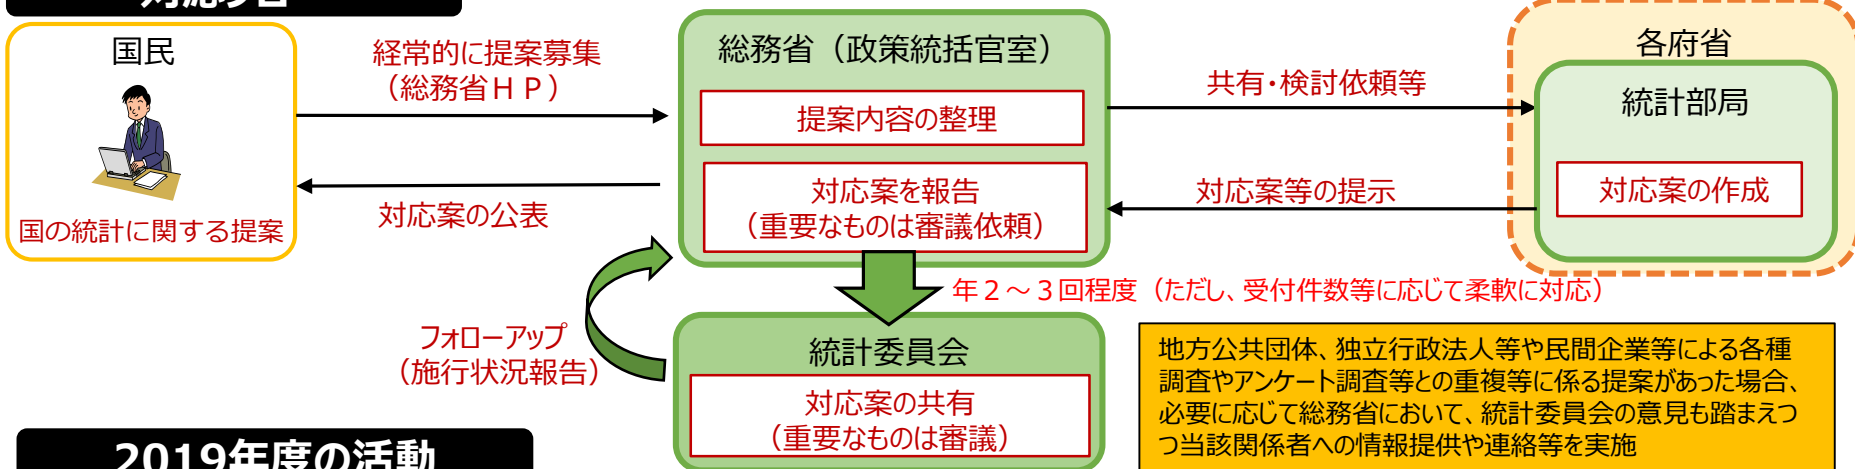 国民
国の統計に関する提案
経常的に提案募集
（総務省ＨＰ）
対応案の公表
総務省（政策統括官室）
提案内容の整理
対応案を報告
（重要なものは審議依頼）
共有・検討依頼等
対応案等の提示
各府省
統計部局
対応案の作成
年２～３回程度（ただし、受付件数等に応じて柔軟に対応）
フォローアップ
（施行状況報告）
統計委員会
対応案の共有
（重要なものは審議）
地方公共団体、独立行政法人等や民間企業等による各種
調査やアンケート調査等との重複等に係る提案があった場合、
必要に応じて総務省において、統計委員会の意見も踏まえつ
つ当該関係者への情報提供や連絡等を実施
2019年度の活動